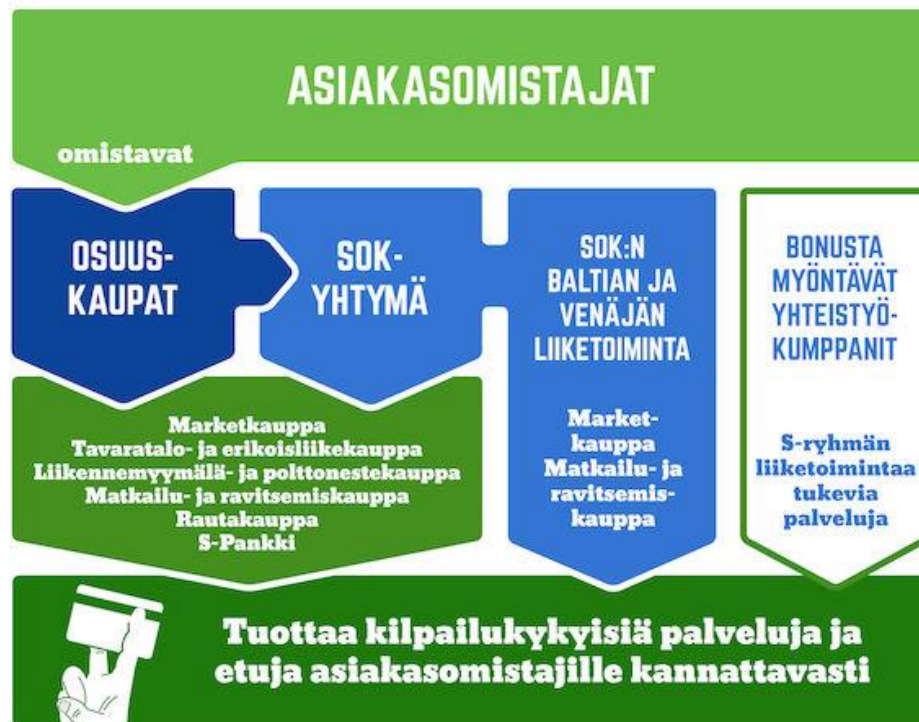 ASIAKASOMISTAJAT
omistavat
OSUUS-
KAUPAT
SOK-
YHTYMÄ
SOK:N
BALTIAN JA
VENÄJÄN
LIIKETOIMINTA
BONUSTA
MYÖNTÄVÄT
YHTEISTYÖ-
KUMPPANIT
Marketkauppa
Tavaratalo- ja erikoisliikekauppa
Liikennemyymälä- ja polttonestekauppa
Matkailu- ja ravitsemiskauppa
Rautakauppa
S-Pankki
Market-
kauppa
Matkailu- ja
ravitsemis-
kauppa
S-ryhmän
liiketoimintaa
tukevia
palveluja
Tuottaa kilpailukykyisiä palveluja ja
etuja asiakasomistajille kannattavasti